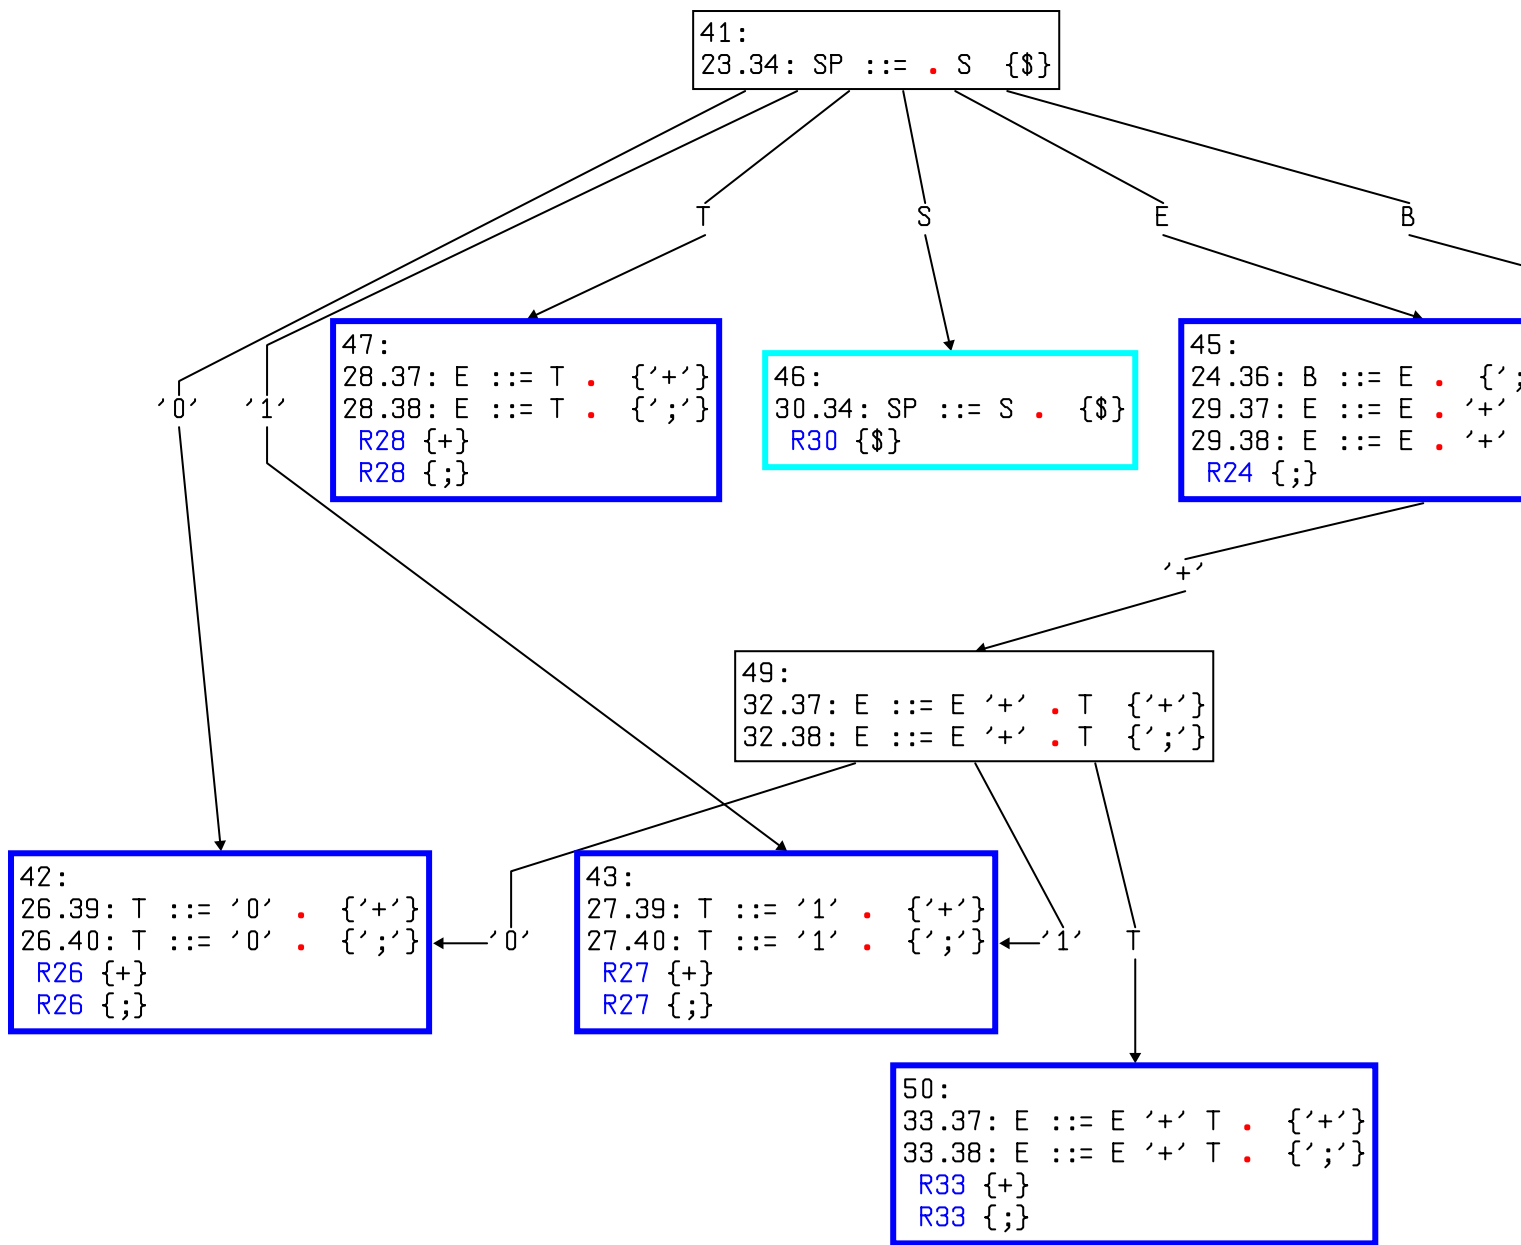 41:
23.34: SP ::= . S {$}
T
S
E
B
47:
28.37: E ::= T . {'+'}
28.38: E ::= T . {';'}
R28 {+}
R28 {;}
46:
30.34: SP ::= S . {$}
R30 {$}
45:
24.36: B ::= E . {';
29.37: E ::= E . '+'
29.38: E ::= E . '+'
R24 {;}
'0'
'1'
'+'
49:
32.37: E ::= E '+' . T {'+'}
32.38: E ::= E '+' . T {';'}
42:
26.39: T ::= '0' . {'+'}
26.40: T ::= '0' . {';'}
R26 {+}
R26 {;}
'0'
43:
27.39: T ::= '1' . {'+'}
27.40: T ::= '1' . {';'}
R27 {+}
R27 {;}
'1'
T
50:
33.37: E ::= E '+' T . {'+'}
33.38: E ::= E '+' T . {';'}
R33 {+}
R33 {;}